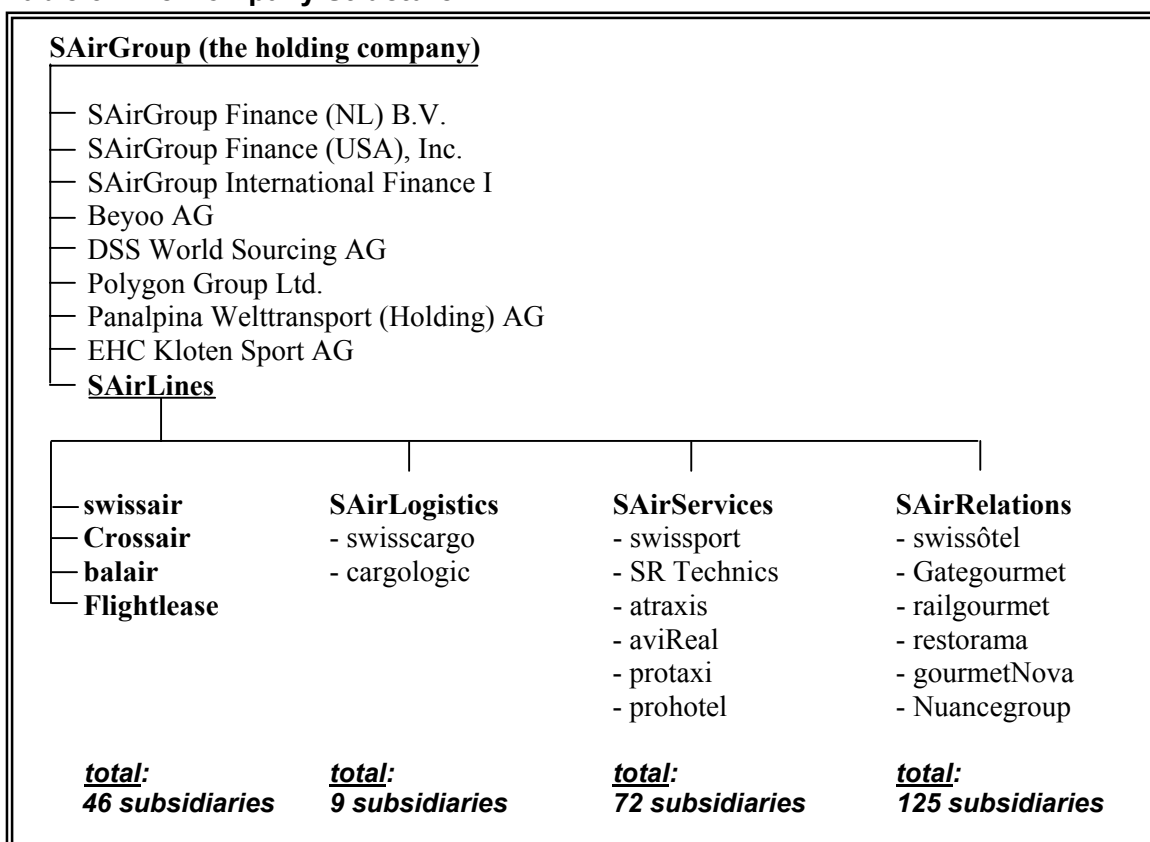 SAirGroup (the holding company)
SAirGroup Finance (NL) B.V.
SAirGroup Finance (USA), Inc.
SAirGroup International Finance I
Beyoo AG
DSS World Sourcing AG
Polygon Group Ltd.
Panalpina Welttransport (Holding) AG
EHC Kloten Sport AG
SAirLines
swissair
Crossair
balair
Flightlease
total:
46 subsidiaries
SAirLogistics
- swisscargo
- cargologic
total:
9 subsidiaries
SAirServices
- swissport
- SR Technics
- atraxis
- aviReal
- protaxi
- prohotel
total:
72 subsidiaries
SAirRelations
- swissôtel
- Gategourmet
- railgourmet
- restorama
- gourmetNova
- Nuancegroup
total:
125 subsidiaries